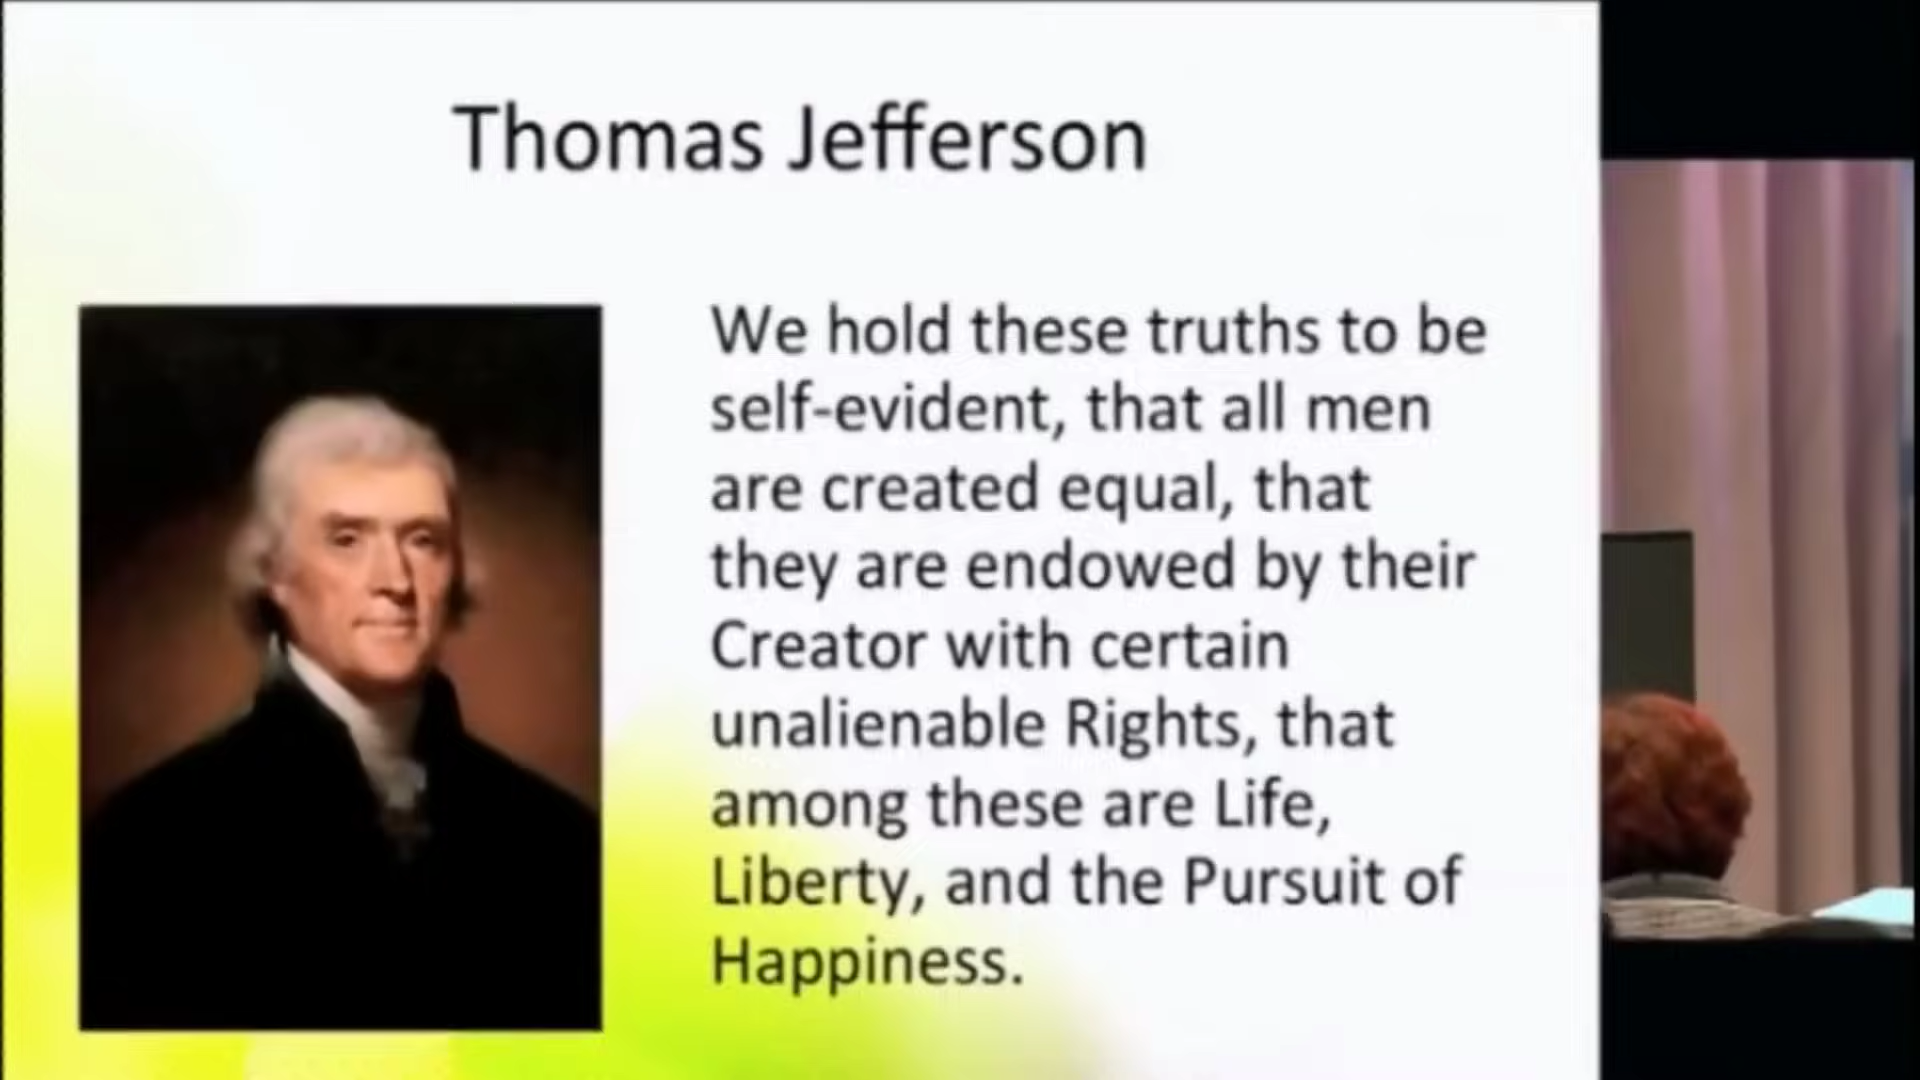 Thomas Jefferson
We hold these truths to be
self-evident, that all men
are created equal, that
they are endowed by their
Creator with certain
unalienable Rights, that
among these are Life,
Liberty, and the Pursuit of
Happiness.